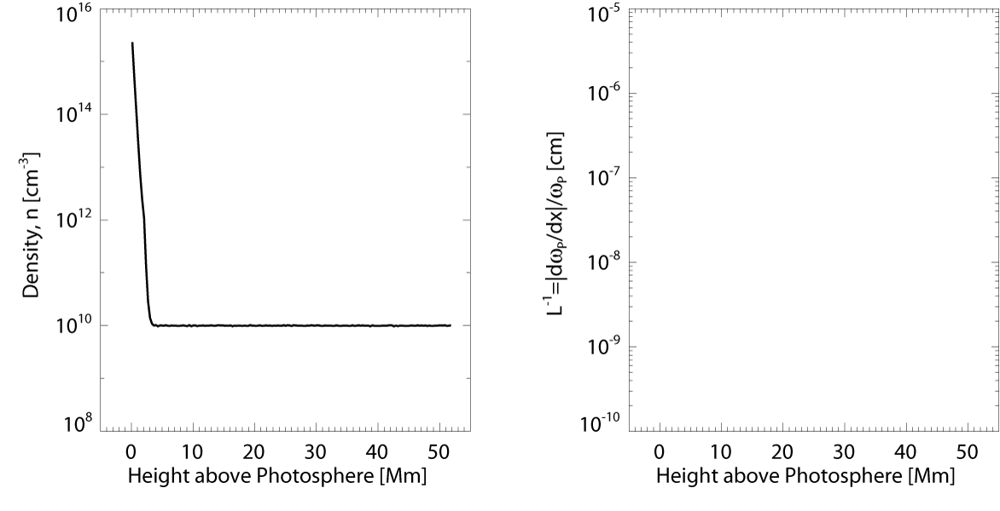 10^16
10^14
10^12
10^10
10^8
Density, n [cm^-3]
0 10 20 30 40 50
Height above Photosphere [Mm]
10^-5
10^-6
10^-7
10^-8
10^-9
10^-10
L^-1=|dω_P/dx|/ω_P [cm]
0 10 20 30 40 50
Height above Photosphere [Mm]